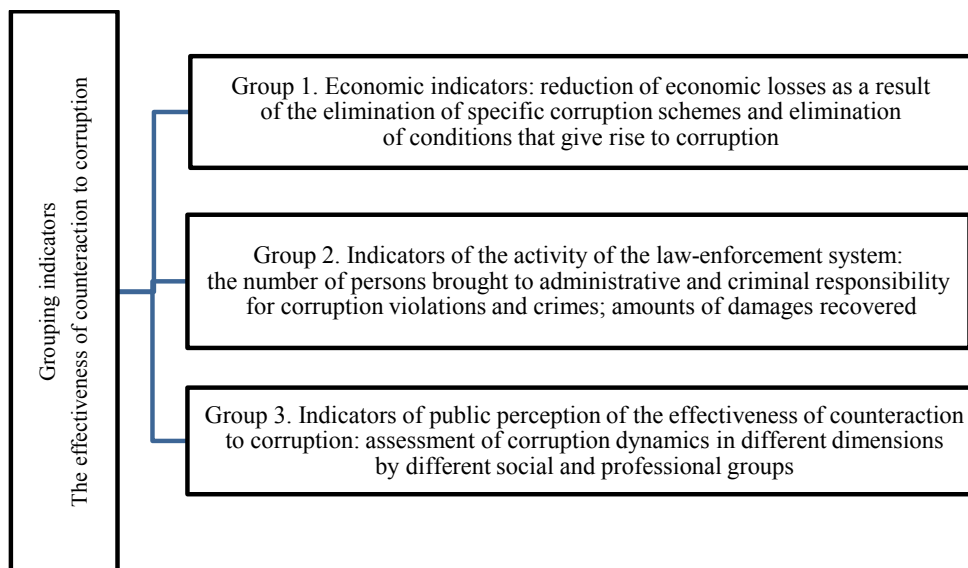 Grouping indicators
The effectiveness of counteraction to corruption
Group 1. Economic indicators: reduction of economic losses as a result
of the elimination of specific corruption schemes and elimination
of conditions that give rise to corruption
Group 2. Indicators of the activity of the law-enforcement system:
the number of persons brought to administrative and criminal responsibility
for corruption violations and crimes; amounts of damages recovered
Group 3. Indicators of public perception of the effectiveness of counteraction
to corruption: assessment of corruption dynamics in different dimensions
by different social and professional groups